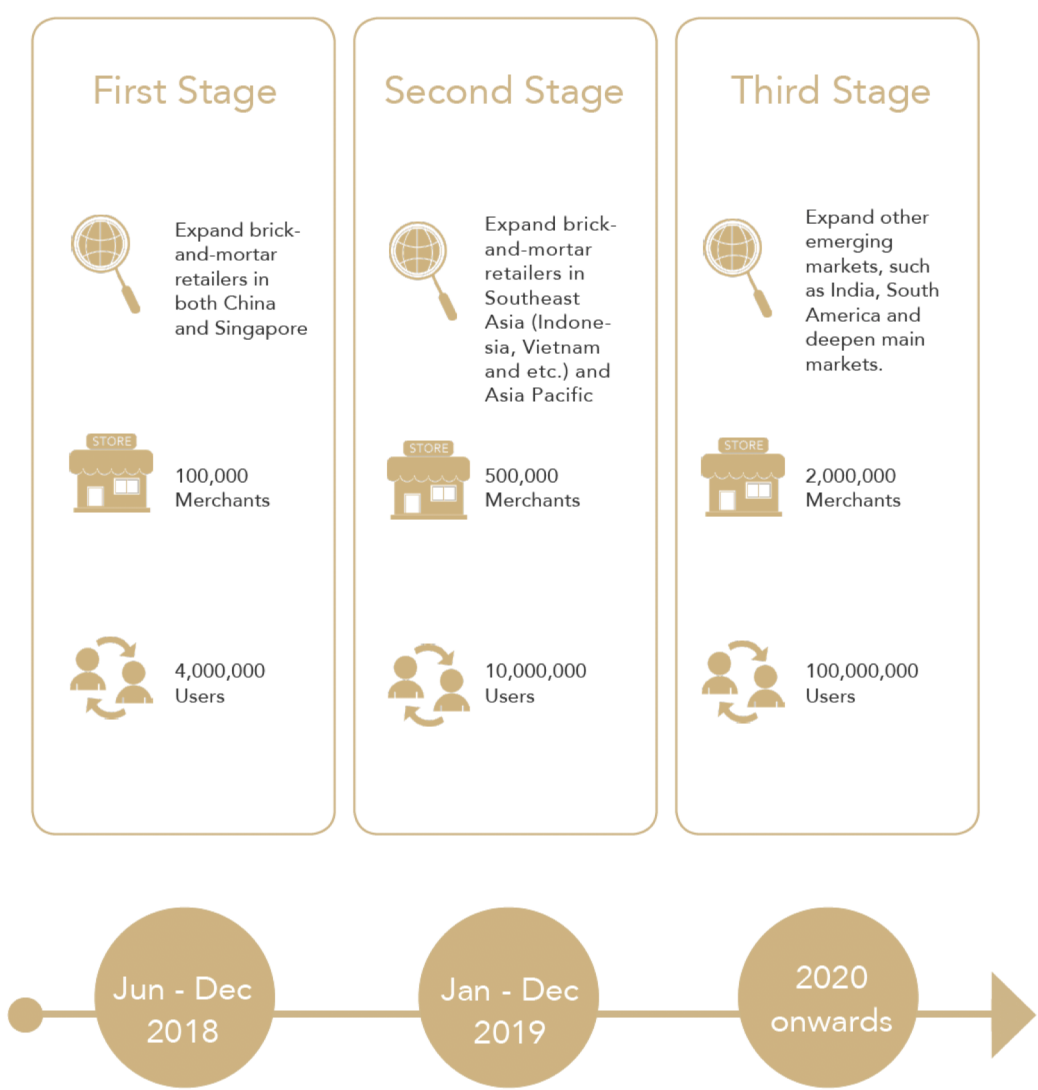 First Stage
Expand brick-
and-mortar
retailers in
both China
and Singapore
STORE
100,000
Merchants
4,000,000
Users
Second Stage
Expand brick-
and-mortar
retailers in
Southeast
Asia (Indone-
sia, Vietnam
and etc.) and
Asia Pacific
STORE
500,000
Merchants
10,000,000
Users
Third Stage
Expand other
emerging
markets, such
as India, South
America and
deepen main
markets.
STORE
2,000,000
Merchants
100,000,000
Users
Jun - Dec
2018
Jan - Dec
2019
2020
onwards